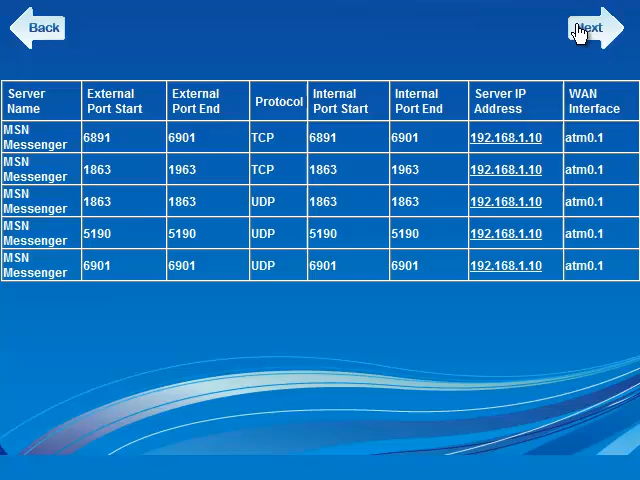 Back
Next
Server Name External Port Start External Port End Protocol Internal Port Start Internal Port End Server IP Address WAN Interface
MSN Messenger 6891 6901 TCP 6891 6901 192.168.1.10 atm0.1
MSN Messenger 1863 1963 TCP 1863 1963 192.168.1.10 atm0.1
MSN Messenger 1863 1863 UDP 1863 1863 192.168.1.10 atm0.1
MSN Messenger 5190 5190 UDP 5190 5190 192.168.1.10 atm0.1
MSN Messenger 6901 6901 UDP 6901 6901 192.168.1.10 atm0.1